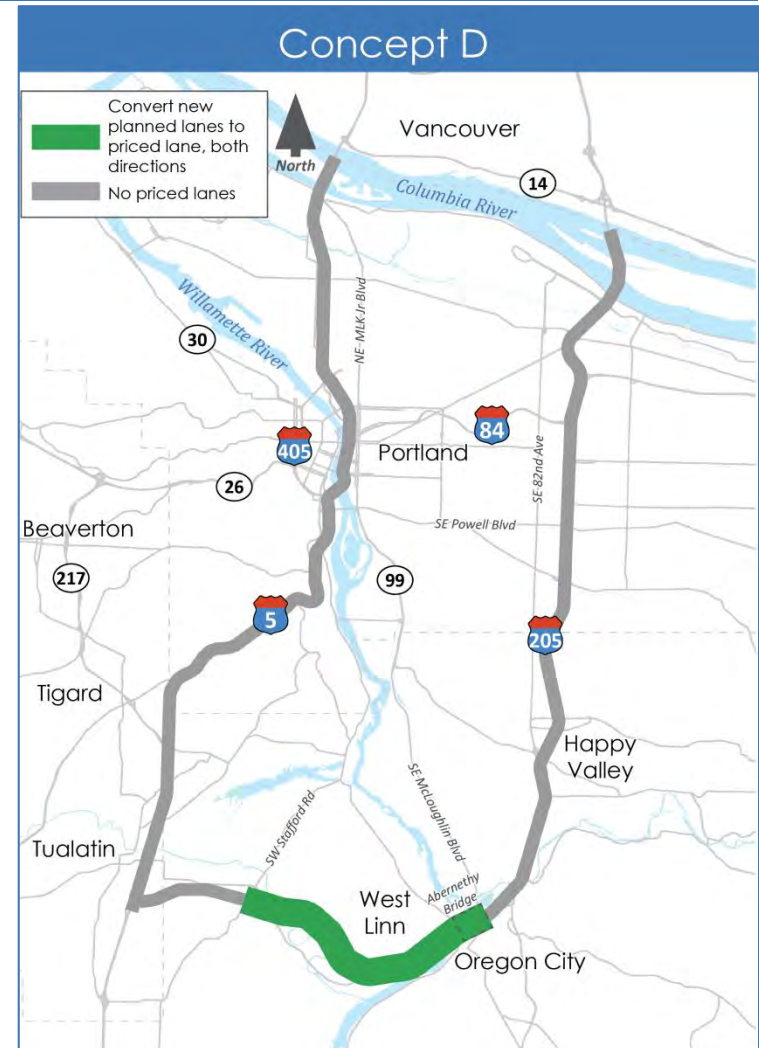 Concept D
Convert new
planned lanes to
priced lane, both
directions
No priced lanes
North
Vancouver
14
Columbia River
NE MLK Jr Blvd
Willamette River
30
405
84
Portland
26
SE 82nd Ave
Beaverton
SE Powell Blvd
217
99
5
205
Tigard
Happy
Valley
SE McLoughlin Blvd
SW Stafford Rd
Tualatin
West
Linn
Abernethy
Bridge
Oregon City